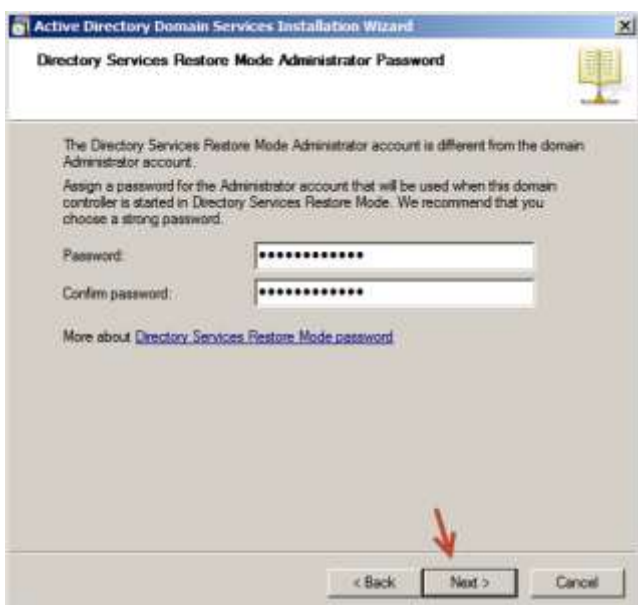 Active Directory Domain Services Installation Wizard
Directory Services Restore Mode Administrator Password
The Directory Services Restore Mode Administrator account is different from the domain
Administrator account.
Assign a password for the Administrator account that will be used when this domain
controller is started in Directory Services Restore Mode. We recommend that you
choose a strong password.
Password:
••••••••••••
Confirm password:
••••••••••••
More about Directory Services Restore Mode password
< Back Next > Cancel